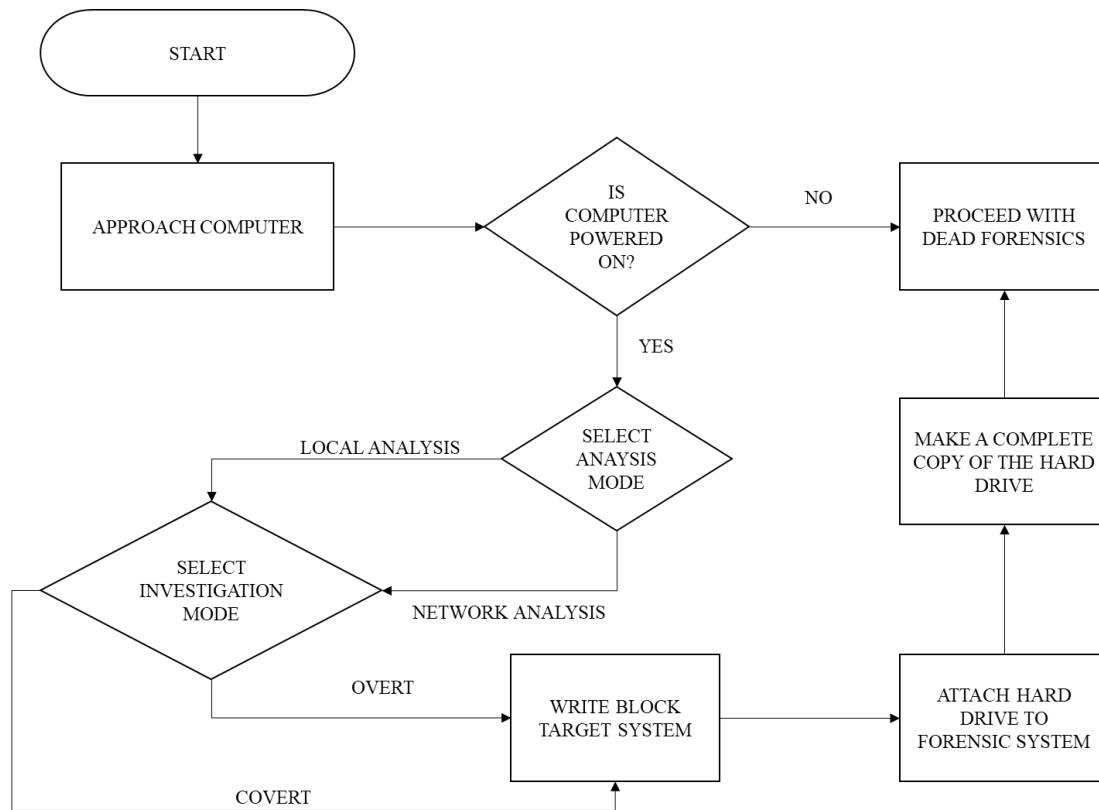 START
APPROACH COMPUTER
IS
COMPUTER
POWERED
ON?
NO
PROCEED WITH
DEAD FORENSICS
YES
SELECT
ANAYSIS
MODE
LOCAL ANALYSIS
NETWORK ANALYSIS
SELECT
INVESTIGATION
MODE
OVERT
COVERT
WRITE BLOCK
TARGET SYSTEM
ATTACH HARD
DRIVE TO
FORENSIC SYSTEM
MAKE A COMPLETE
COPY OF THE HARD
DRIVE